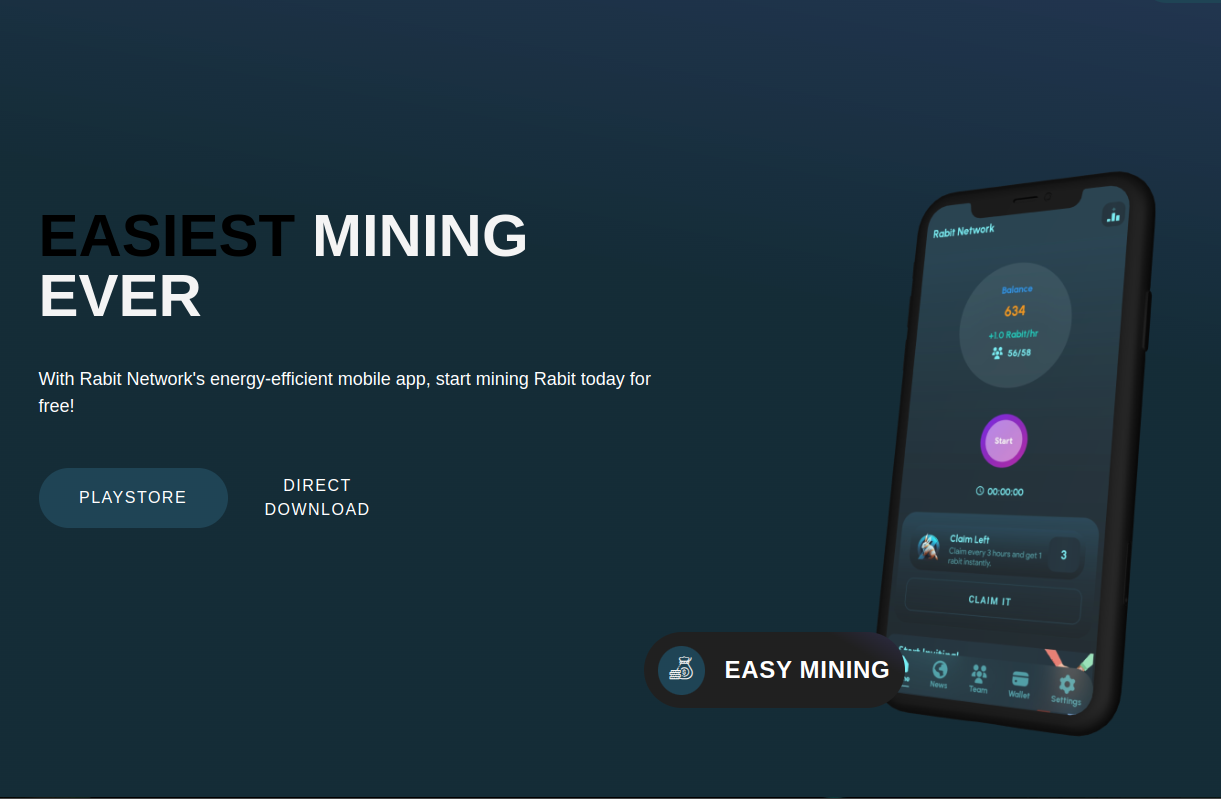 EASIEST MINING
EVER
With Rabit Network's energy-efficient mobile app, start mining Rabit today for
free!
PLAYSTORE
DIRECT
DOWNLOAD
Rabit Network
Balance
634
+1.0 Rabit/hr
56/58
Start
00:00:00
Claim Left
Claim every 3 hours and get 1
rabit instantly.
3
CLAIM IT
Start Inviting!
News
Team
Wallet
Settings
EASY MINING